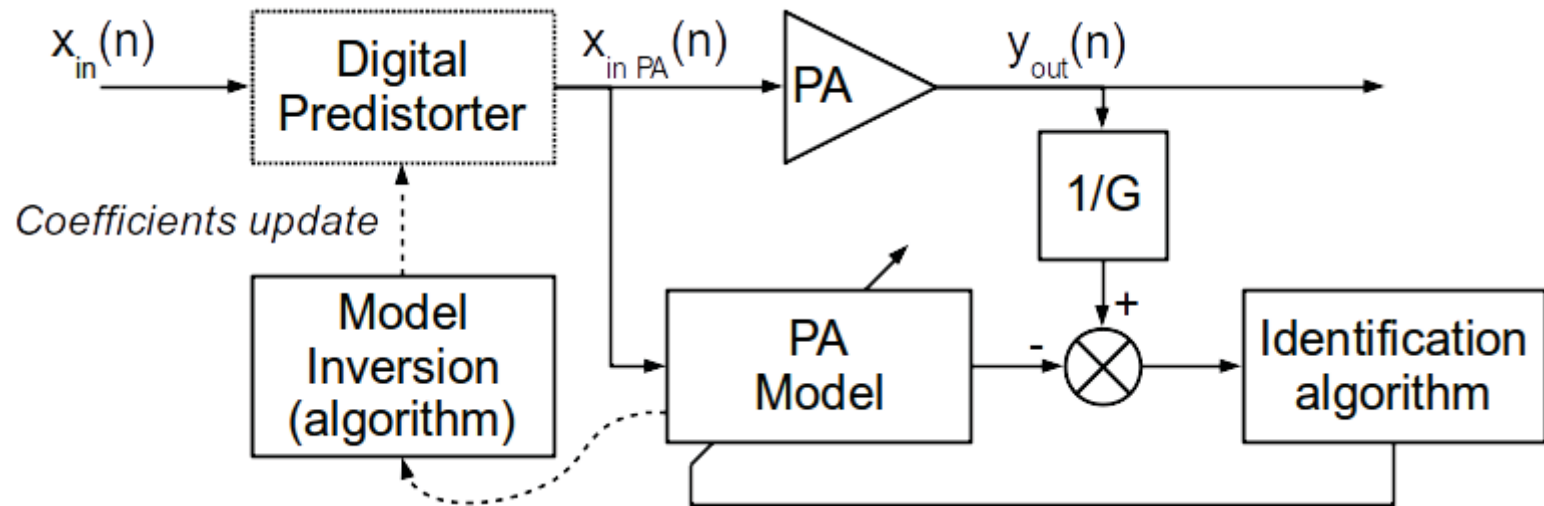 x_in(n)
Digital
Predistorter
x_in PA(n)
PA
y_out(n)
1/G
Coefficients update
Model
Inversion
(algorithm)
PA
Model
+
-
Identification
algorithm